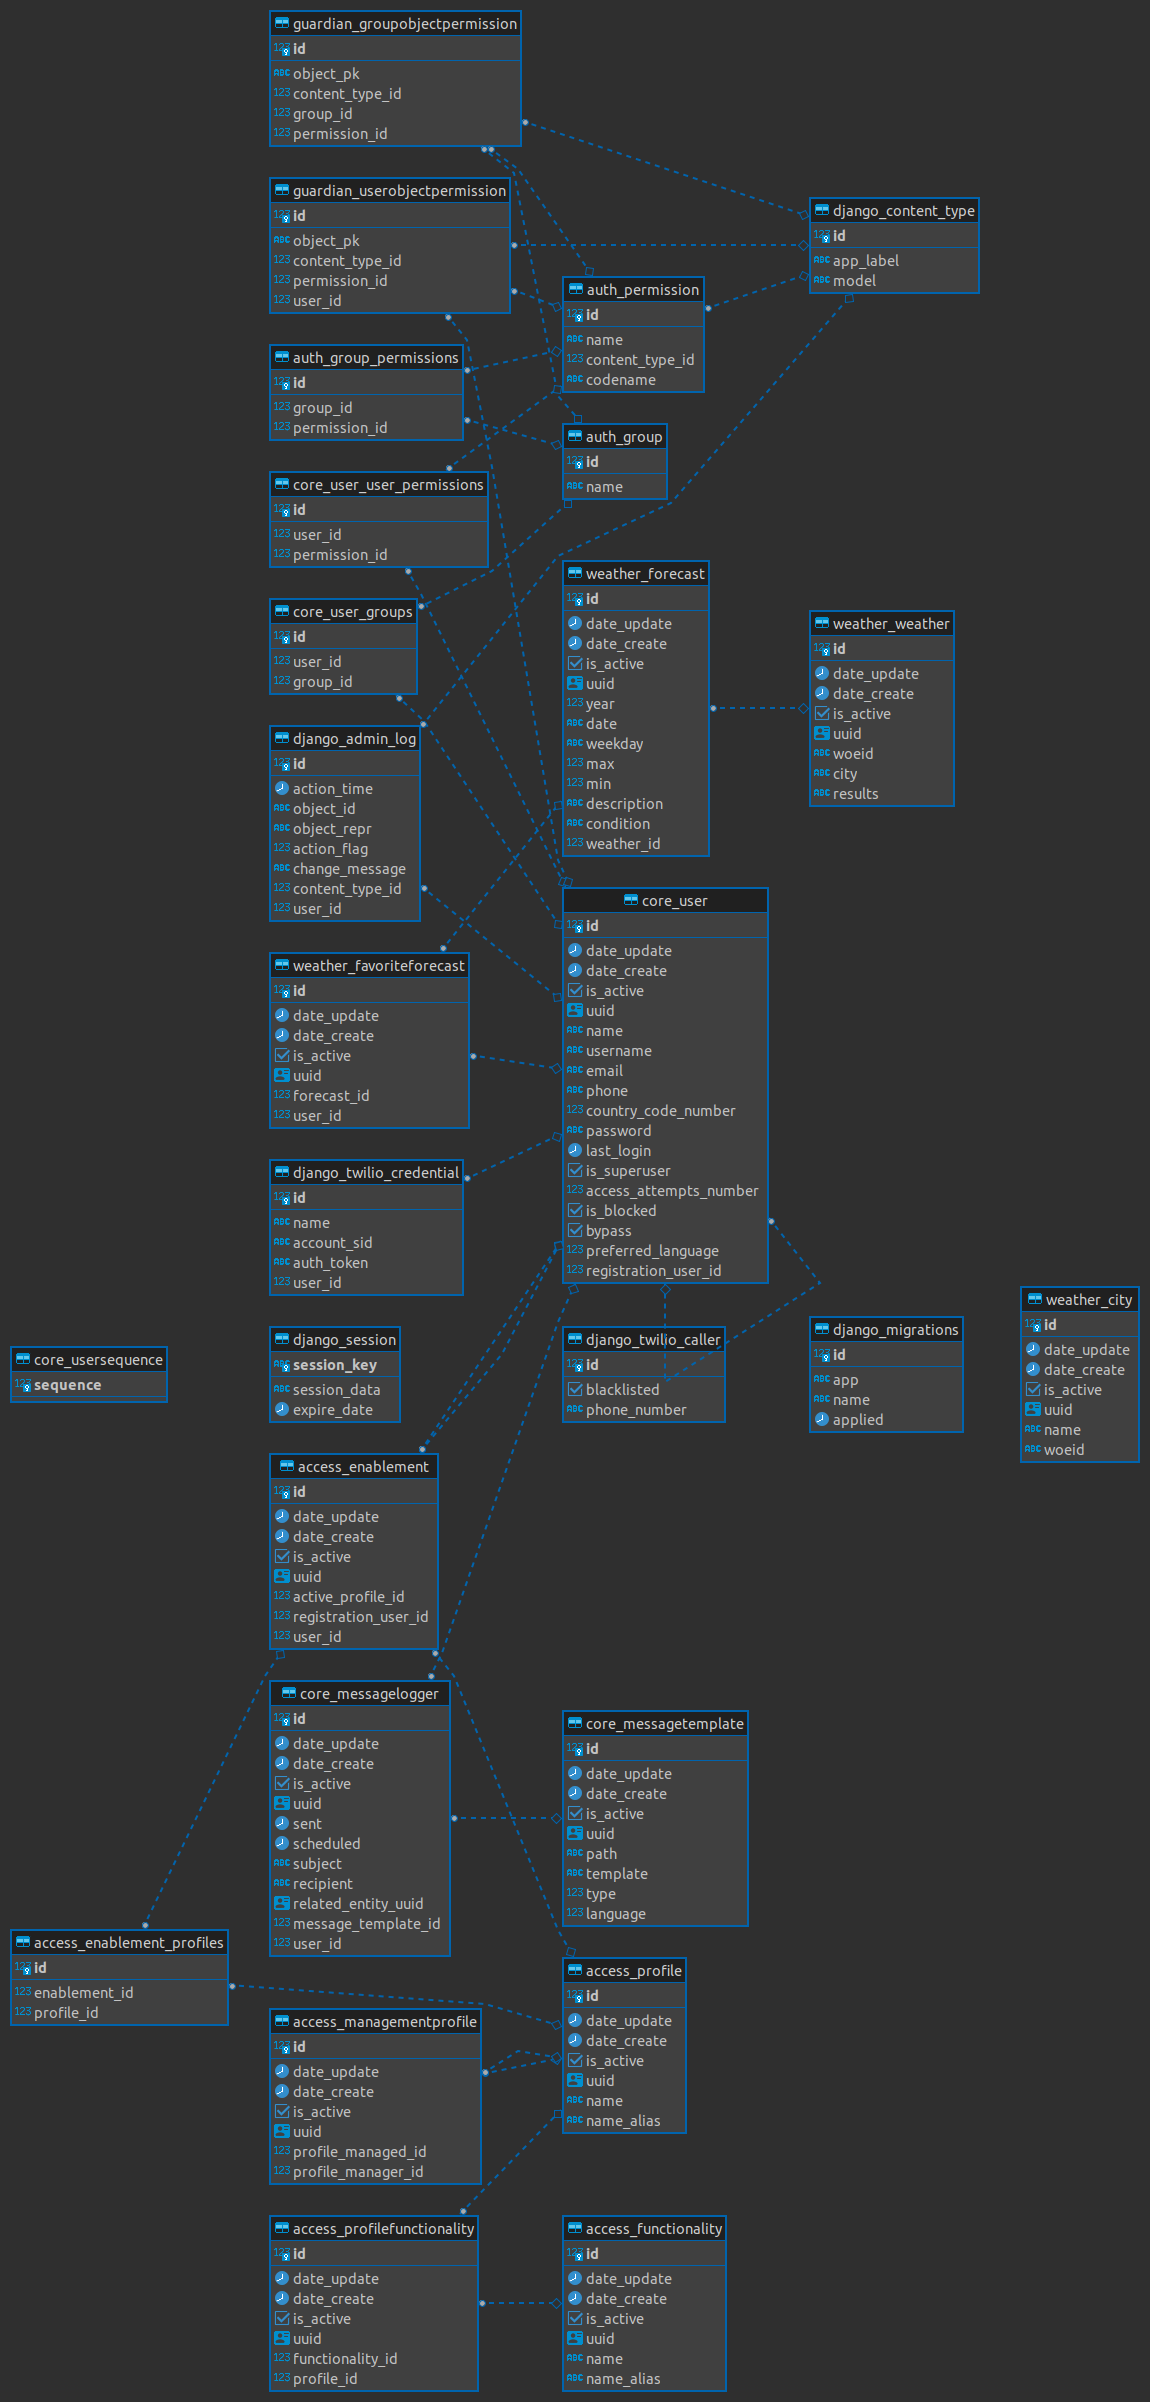 guardian_groupobjectpermission
id
object_pk
content_type_id
group_id
permission_id
guardian_userobjectpermission
id
object_pk
content_type_id
permission_id
user_id
django_content_type
id
app_label
model
auth_permission
id
name
content_type_id
codename
auth_group_permissions
id
group_id
permission_id
auth_group
id
name
core_user_user_permissions
id
user_id
permission_id
core_user_groups
id
user_id
group_id
weather_forecast
id
date_update
date_create
is_active
uuid
year
date
weekday
max
min
description
condition
weather_id
weather_weather
id
date_update
date_create
is_active
uuid
woeid
city
results
django_admin_log
id
action_time
object_id
object_repr
action_flag
change_message
content_type_id
user_id
core_user
id
date_update
date_create
is_active
uuid
name
username
email
phone
country_code_number
password
last_login
is_superuser
access_attempts_number
is_blocked
bypass
preferred_language
registration_user_id
weather_favoriteforecast
id
date_update
date_create
is_active
uuid
forecast_id
user_id
django_twilio_credential
id
name
account_sid
auth_token
user_id
core_usersequence
sequence
django_session
session_key
session_data
expire_date
django_twilio_caller
id
blacklisted
phone_number
django_migrations
id
app
name
applied
weather_city
id
date_update
date_create
is_active
uuid
name
woeid
access_enablement
id
date_update
date_create
is_active
uuid
active_profile_id
registration_user_id
user_id
core_messagelogger
id
date_update
date_create
is_active
uuid
sent
scheduled
subject
recipient
related_entity_uuid
message_template_id
user_id
core_messagetemplate
id
date_update
date_create
is_active
uuid
path
template
type
language
access_enablement_profiles
id
enablement_id
profile_id
access_profile
id
date_update
date_create
is_active
uuid
name
name_alias
access_managementprofile
id
date_update
date_create
is_active
uuid
profile_managed_id
profile_manager_id
access_profilefunctionality
id
date_update
date_create
is_active
uuid
functionality_id
profile_id
access_functionality
id
date_update
date_create
is_active
uuid
name
name_alias